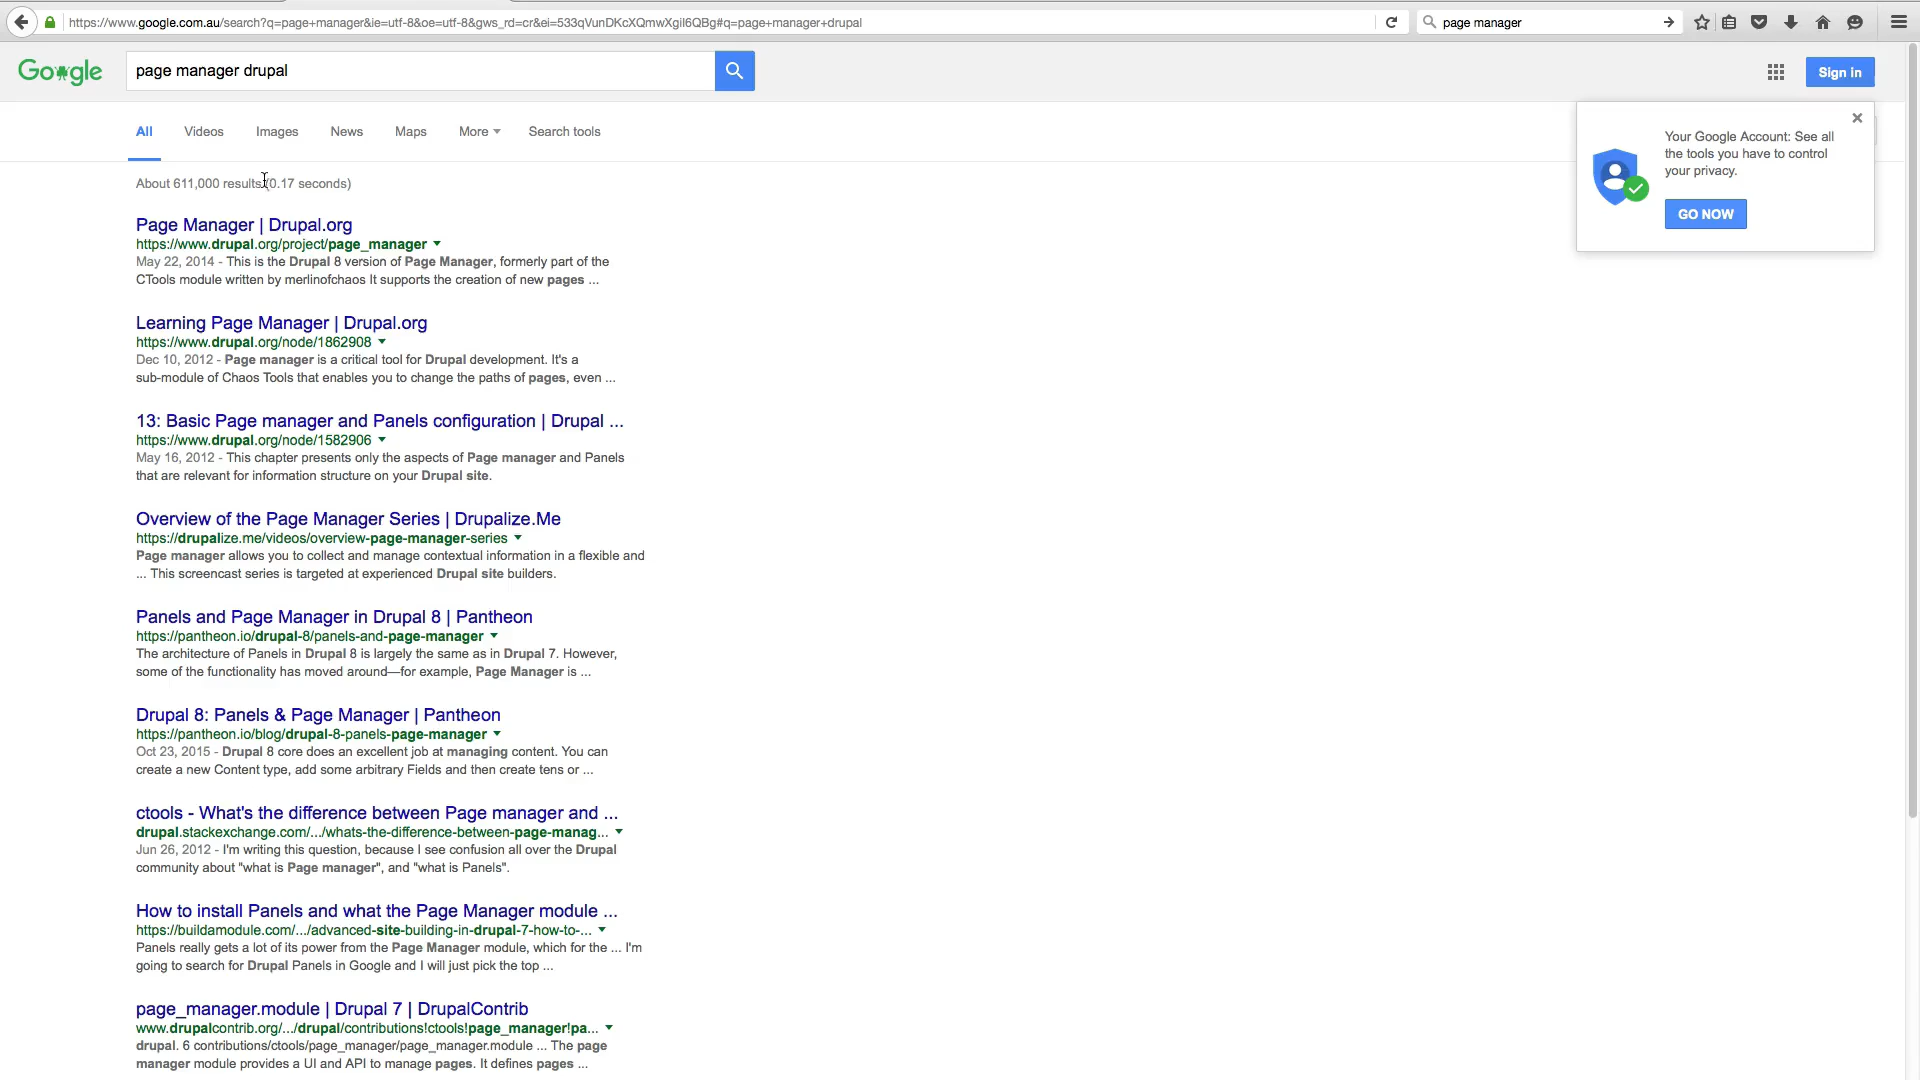 https://www.google.com.au/search?q=page+manager&ie=utf-8&oe=utf-8&gws_rd=cr&ei=533qVunDKcXQmwXgiI6QBg#q=page+manager+drupal
page manager
Google
page manager drupal
Sign in
All Videos Images News Maps More Search tools
Your Google Account: See all
the tools you have to control
your privacy.
GO NOW
About 611,000 results (0.17 seconds)
Page Manager | Drupal.org
https://www.drupal.org/project/page_manager
May 22, 2014 - This is the Drupal 8 version of Page Manager, formerly part of the
CTools module written by merlinofchaos It supports the creation of new pages ...
Learning Page Manager | Drupal.org
https://www.drupal.org/node/1862908
Dec 10, 2012 - Page manager is a critical tool for Drupal development. It's a
sub-module of Chaos Tools that enables you to change the paths of pages, even ...
13: Basic Page manager and Panels configuration | Drupal ...
https://www.drupal.org/node/1582906
May 16, 2012 - This chapter presents only the aspects of Page manager and Panels
that are relevant for information structure on your Drupal site.
Overview of the Page Manager Series | Drupalize.Me
https://drupalize.me/videos/overview-page-manager-series
Page manager allows you to collect and manage contextual information in a flexible and
... This screencast series is targeted at experienced Drupal site builders.
Panels and Page Manager in Drupal 8 | Pantheon
https://pantheon.io/drupal-8/panels-and-page-manager
The architecture of Panels in Drupal 8 is largely the same as in Drupal 7. However,
some of the functionality has moved around—for example, Page Manager is ...
Drupal 8: Panels & Page Manager | Pantheon
https://pantheon.io/blog/drupal-8-panels-page-manager
Oct 23, 2015 - Drupal 8 core does an excellent job at managing content. You can
create a new Content type, add some arbitrary Fields and then create tens or ...
ctools - What's the difference between Page manager and ...
drupal.stackexchange.com/.../whats-the-difference-between-page-manag...
Jun 26, 2012 - I'm writing this question, because I see confusion all over the Drupal
community about "what is Page manager", and "what is Panels".
How to install Panels and what the Page Manager module ...
https://buildamodule.com/.../advanced-site-building-in-drupal-7-how-to-...
Panels really gets a lot of its power from the Page Manager module, which for the ... I'm
going to search for Drupal Panels in Google and I will just pick the top ...
page_manager.module | Drupal 7 | DrupalContrib
www.drupalcontrib.org/.../drupal/contributions!ctools!page_manager!pa...
drupal. 6 contributions/ctools/page_manager/page_manager.module ... The page
manager module provides a UI and API to manage pages. It defines pages ...